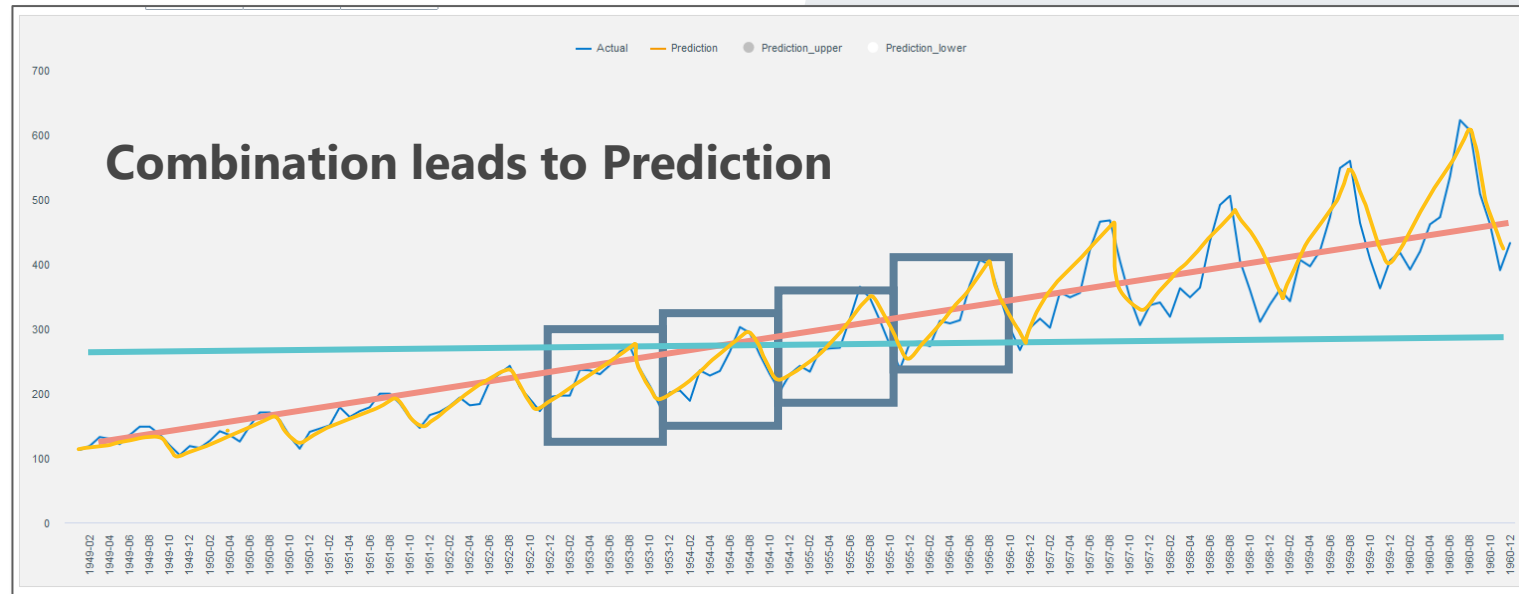 Actual Prediction Prediction_upper Prediction_lower
700
600
Combination leads to Prediction
500
400
300
200
100
0
1949-02 1949-04 1949-06 1949-08 1949-10 1949-12 1950-02 1950-04 1950-06 1950-08 1950-10 1950-12 1951-02 1951-04 1951-06 1951-08 1951-10 1951-12 1952-02 1952-04 1952-06 1952-08 1952-10 1952-12 1953-02 1953-04 1953-06 1953-08 1953-10 1953-12 1954-02 1954-04 1954-06 1954-08 1954-10 1954-12 1955-02 1955-04 1955-06 1955-08 1955-10 1955-12 1956-02 1956-04 1956-06 1956-08 1956-10 1956-12 1957-02 1957-04 1957-06 1957-08 1957-10 1957-12 1958-02 1958-04 1958-06 1958-08 1958-10 1958-12 1959-02 1959-04 1959-06 1959-08 1959-10 1959-12 1960-02 1960-04 1960-06 1960-08 1960-10 1960-12